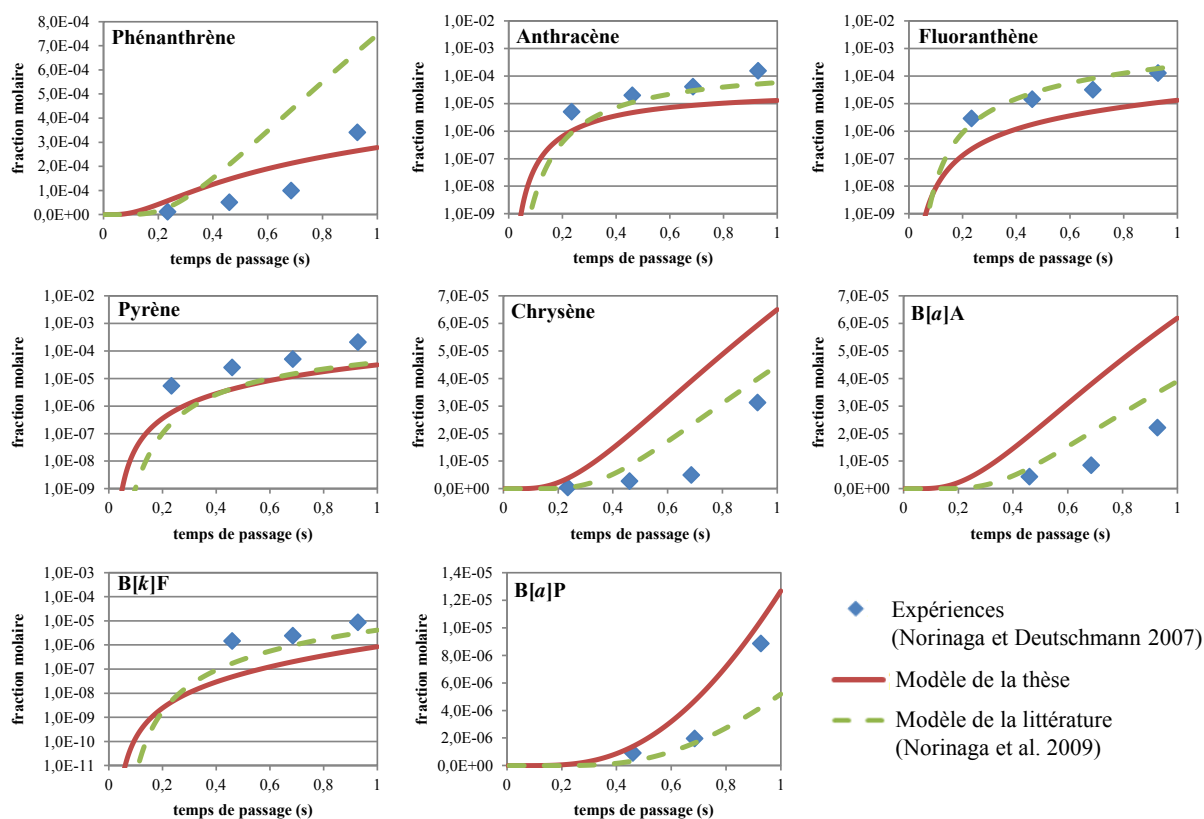 Phénanthrène
fraction molaire
8,0E-04
7,0E-04
6,0E-04
5,0E-04
4,0E-04
3,0E-04
2,0E-04
1,0E-04
0,0E+00
0 0,2 0,4 0,6 0,8 1
temps de passage (s)
Anthracène
fraction molaire
1,0E-02
1,0E-03
1,0E-04
1,0E-05
1,0E-06
1,0E-07
1,0E-08
1,0E-09
0 0,2 0,4 0,6 0,8 1
temps de passage (s)
Fluoranthène
fraction molaire
1,0E-02
1,0E-03
1,0E-04
1,0E-05
1,0E-06
1,0E-07
1,0E-08
1,0E-09
0 0,2 0,4 0,6 0,8 1
temps de passage (s)
Pyrène
fraction molaire
1,0E-02
1,0E-03
1,0E-04
1,0E-05
1,0E-06
1,0E-07
1,0E-08
1,0E-09
0 0,2 0,4 0,6 0,8 1
temps de passage (s)
Chrysène
fraction molaire
7,0E-05
6,0E-05
5,0E-05
4,0E-05
3,0E-05
2,0E-05
1,0E-05
0,0E+00
0 0,2 0,4 0,6 0,8 1
temps de passage (s)
B[a]A
fraction molaire
7,0E-05
6,0E-05
5,0E-05
4,0E-05
3,0E-05
2,0E-05
1,0E-05
0,0E+00
0 0,2 0,4 0,6 0,8 1
temps de passage (s)
B[k]F
fraction molaire
1,0E-03
1,0E-04
1,0E-05
1,0E-06
1,0E-07
1,0E-08
1,0E-09
1,0E-10
1,0E-11
0 0,2 0,4 0,6 0,8 1
temps de passage (s)
B[a]P
fraction molaire
1,4E-05
1,2E-05
1,0E-05
8,0E-06
6,0E-06
4,0E-06
2,0E-06
0,0E+00
0 0,2 0,4 0,6 0,8 1
temps de passage (s)
Expériences
(Norinaga et Deutschmann 2007)
Modèle de la thèse
Modèle de la littérature
(Norinaga et al. 2009)